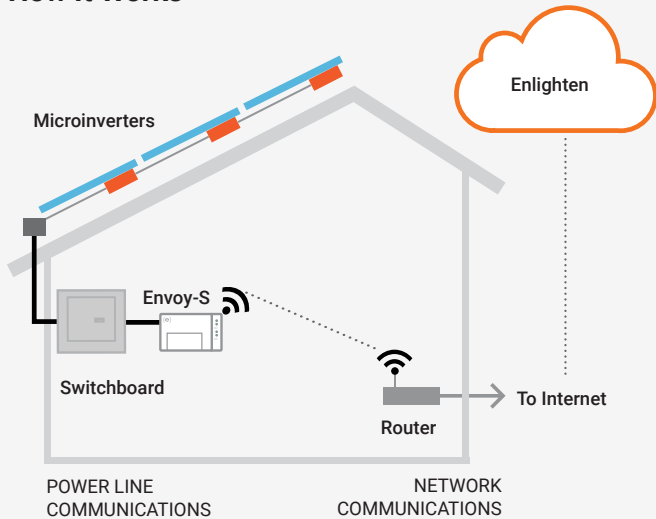 Enlighten
Microinverters
Envoy-S
Switchboard
To Internet
Router
POWER LINE
COMMUNICATIONS
NETWORK
COMMUNICATIONS